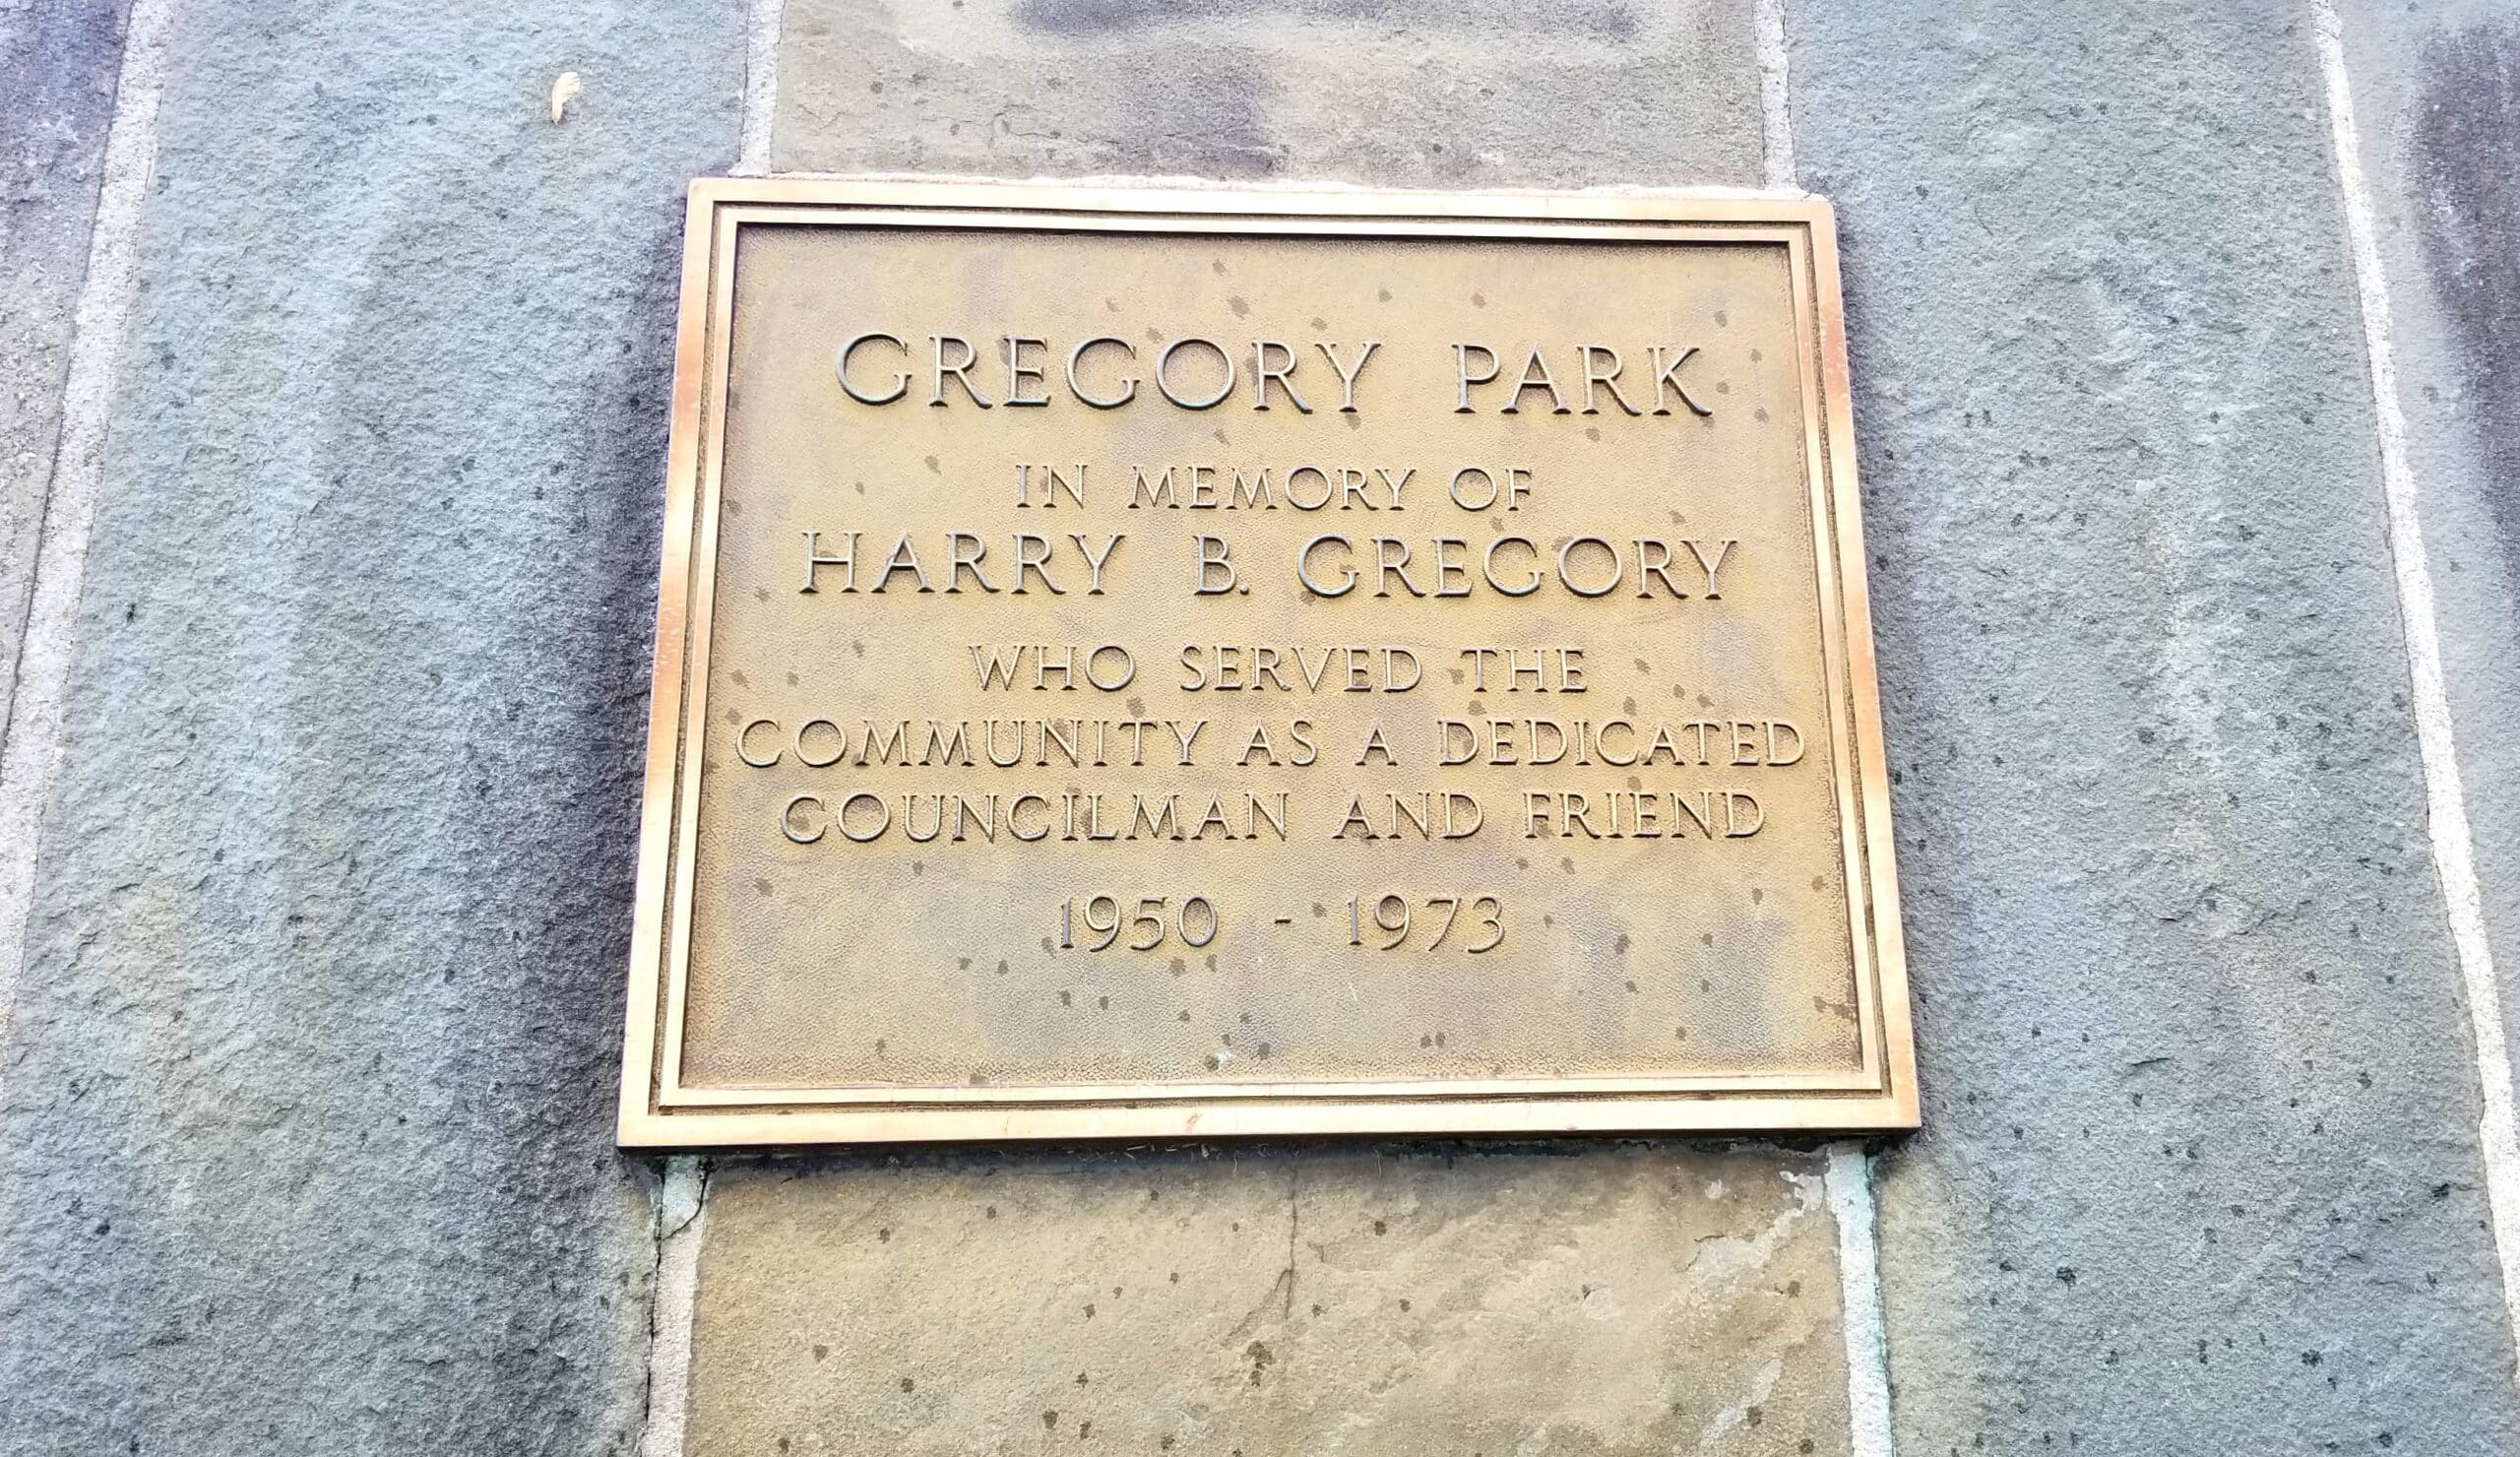 GREGORY PARK
IN MEMORY OF
HARRY B. GREGORY
WHO SERVED THE
COMMUNITY AS A DEDICATED
COUNCILMAN AND FRIEND
1950 - 1973